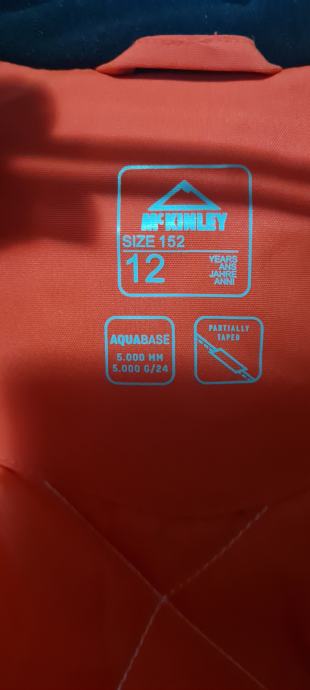 McKINLEY
SIZE 152
12
YEARS
ANS
JAHRE
ANNI
AQUABASE
5.000 MM
5.000 G/24
PARTIALLY
TAPED